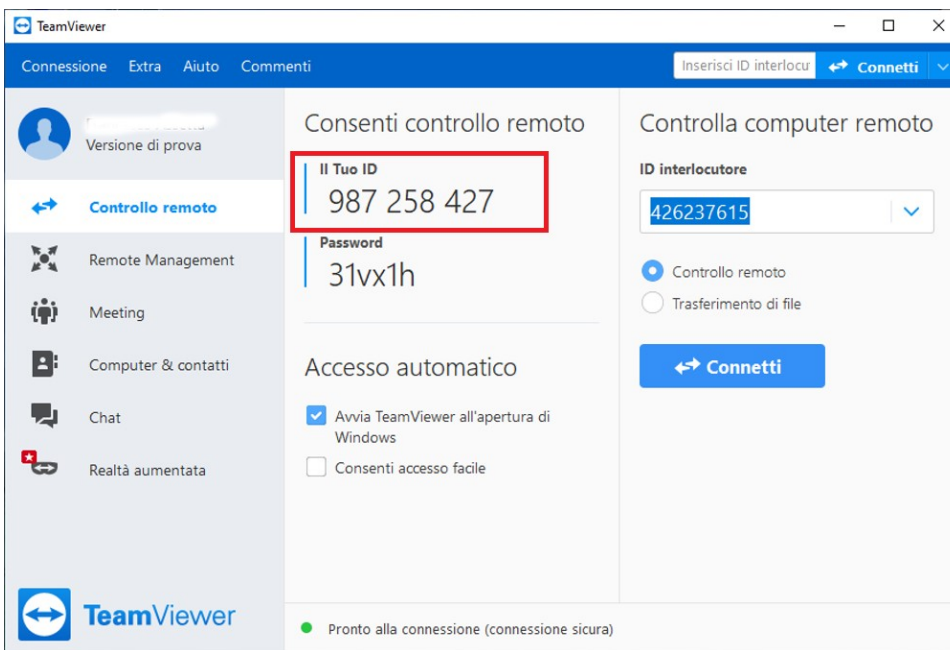 TeamViewer
Connessione Extra Aiuto Commenti
Inserisci ID interlocu
Connetti
Versione di prova
Controllo remoto
Remote Management
Meeting
Computer & contatti
Chat
Realtà aumentata
TeamViewer
Consenti controllo remoto
Il Tuo ID
987 258 427
Password
31vx1h
Accesso automatico
Avvia TeamViewer all'apertura di
Windows
Consenti accesso facile
Controlla computer remoto
ID interlocutore
426237615
Controllo remoto
Trasferimento di file
Connetti
Pronto alla connessione (connessione sicura)